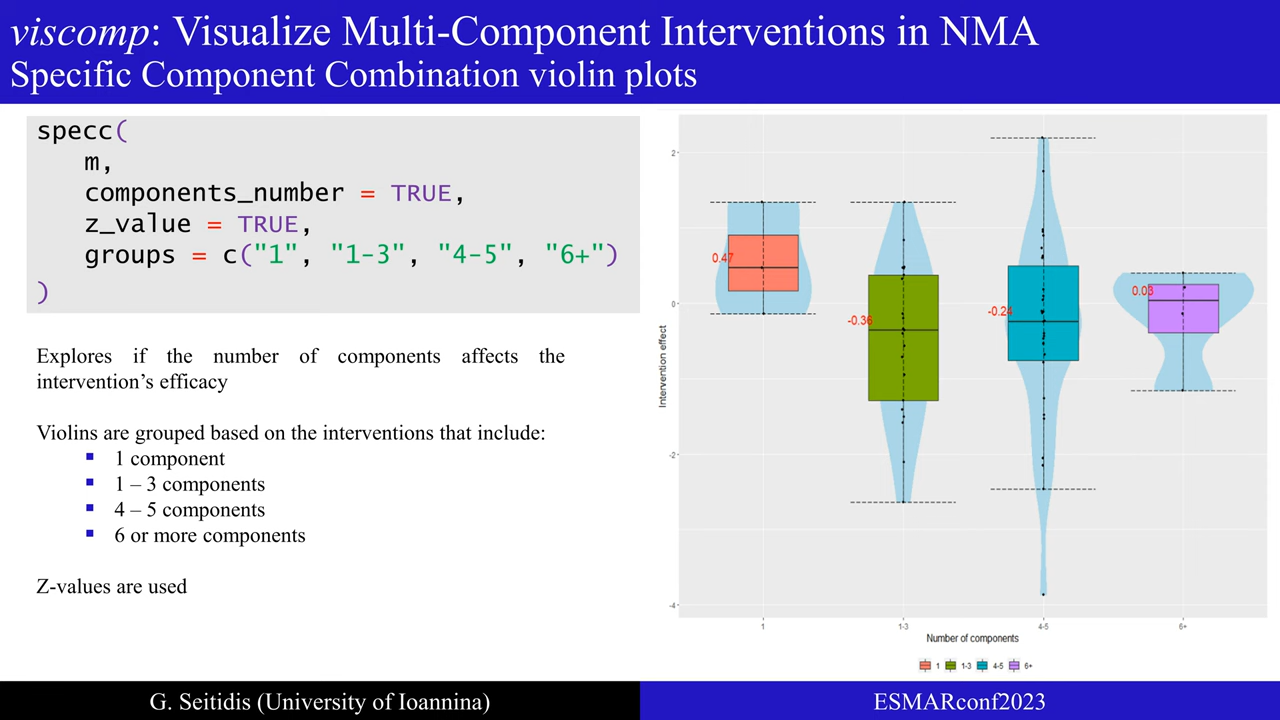 viscomp: Visualize Multi-Component Interventions in NMA
Specific Component Combination violin plots
specc(
m,
components_number = TRUE,
z_value = TRUE,
groups = c("1", "1-3", "4-5", "6+")
)
Explores if the number of components affects the
intervention's efficacy
Violins are grouped based on the interventions that include:
1 component
1 – 3 components
4 – 5 components
6 or more components
Z-values are used
Intervention effect
2
0
-2
-4
0.47
-0.36
-0.24
0.03
1
1-3
4-5
6+
Number of components
1 1-3 4-5 6+
G. Seitidis (University of Ioannina)
ESMARconf2023